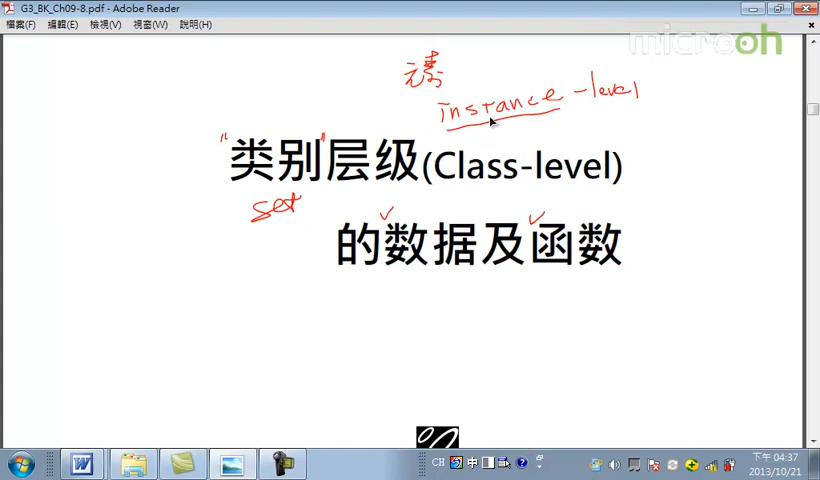 G3_BK_Ch09-8.pdf - Adobe Reader
檔案(F) 編輯(E) 檢視(V) 視窗(W) 說明(H)
microoh
instance-level
"类别"层级(Class-level)
set
的数据及函数
CH 中
下午 04:37
2013/10/21